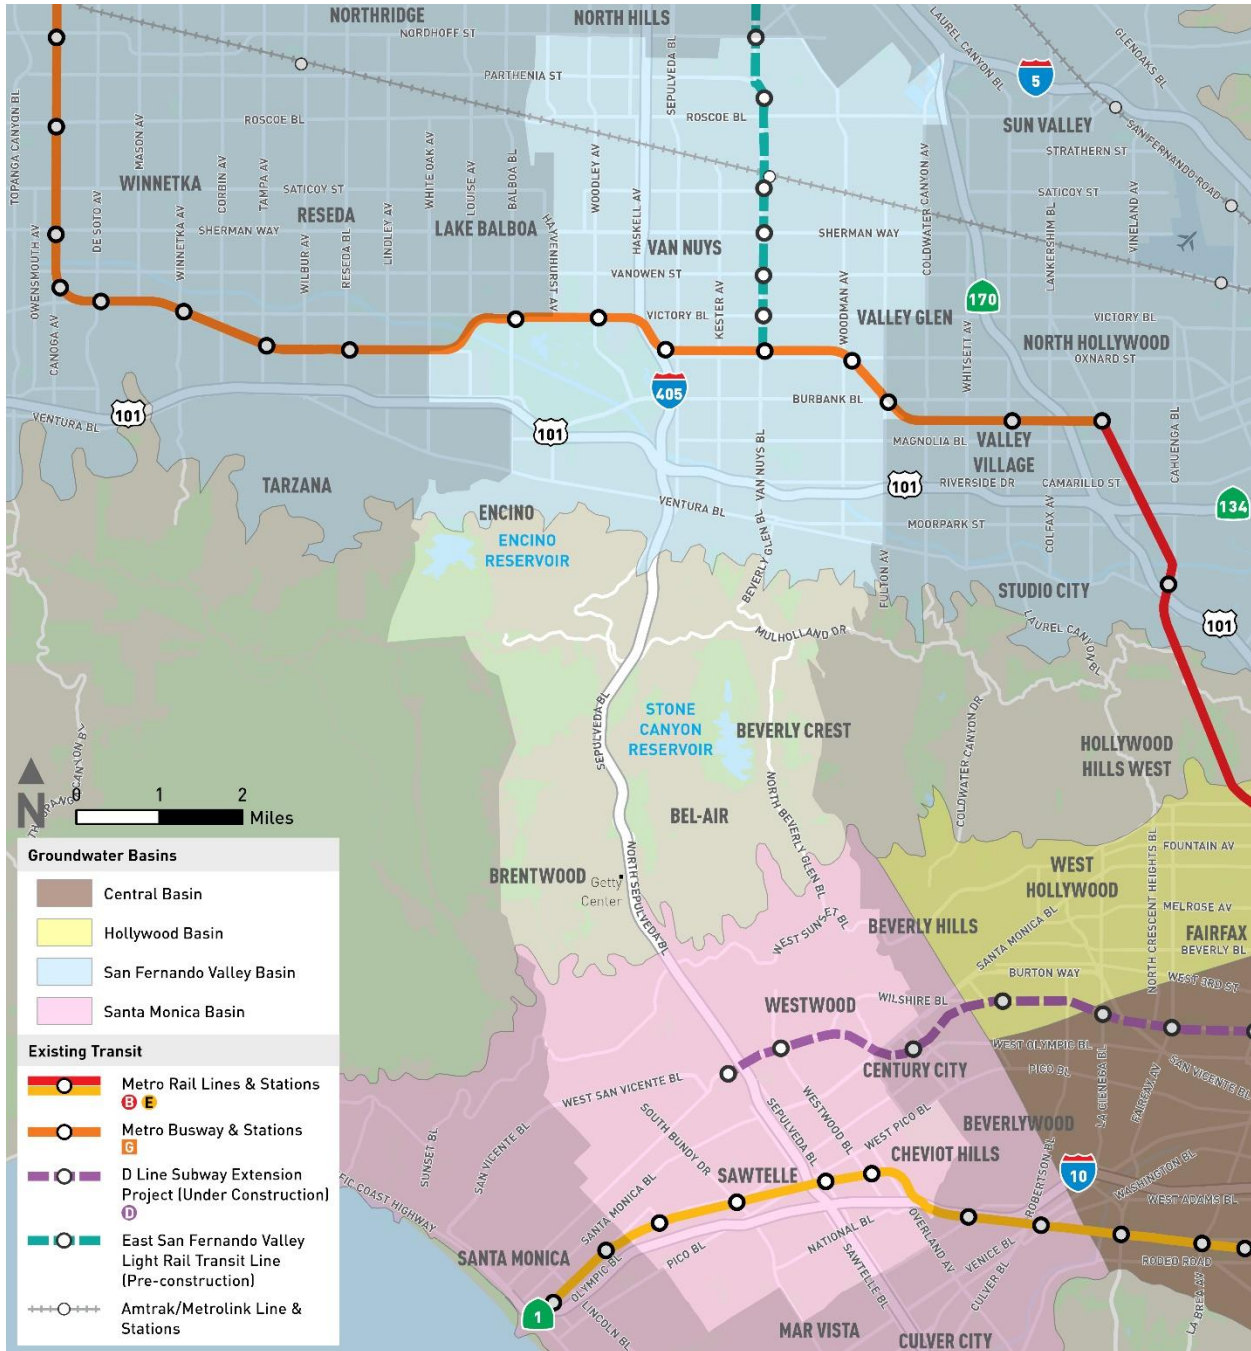 NORTHRIDGE
NORDHOFF ST
NORTH HILLS
SEPULVEDA BL
LAUREL CANYON BL
GLENOAKS BL
5
TOPANGA CANYON BL
MASON AV
PARTHENIA ST
ROSCOE BL
ROSCOE BL
SUN VALLEY
STRATHERN ST
SAN FERNANDO ROAD
WINNETKA
CORBIN AV
TAMPA AV
SATICOY ST
RESEDA
WHITE OAK AV
LOUISE AV
BALBOA BL
WOODLEY AV
HASKELL AV
COLDWATER CANYON AV
SATICOY ST
LANKERSHIM BL
VINELAND AV
OWENSMOUTH AV
DE SOTO AV
WINNETKA AV
SHERMAN WAY
WILBUR AV
RESEDA BL
LINDLEY AV
LAKE BALBOA
HAYVENHURST AV
VAN NUYS
SHERMAN WAY
VANOWEN ST
VICTORY BL
KESTER AV
WOODMAN AV
VALLEY GLEN
170
VICTORY BL
NORTH HOLLYWOOD
OXNARD ST
CANOGA AV
WHITSETT AV
405
BURBANK BL
101
VENTURA BL
101
MAGNOLIA BL
VALLEY
VILLAGE
CAHUENGA BL
VAN NUYS BL
101
RIVERSIDE DR
CAMARILLO ST
134
TARZANA
ENCINO
VENTURA BL
MOORPARK ST
COLFAX AV
ENCINO
RESERVOIR
BEVERLY GLEN BL
FULTON AV
STUDIO CITY
LAUREL CANYON BL
101
MULHOLLAND DR
SEPULVEDA BL
STONE
CANYON
RESERVOIR
BEVERLY CREST
COLDWATER CANYON DR
HOLLYWOOD
HILLS WEST
N
0 1 2
Miles
BEL-AIR
NORTH BEVERLY GLEN BL
BRENTWOOD
Getty
Center
NORTH SEPULVEDA BL
WEST SUNSET BL
BEVERLY HILLS
WEST
HOLLYWOOD
FOUNTAIN AV
NORTH CRESCENT HEIGHTS BL
MELROSE AV
FAIRFAX
BEVERLY BL
SANTA MONICA BL
BURTON WAY
WEST 3RD ST
WESTWOOD
WILSHIRE BL
CENTURY CITY
WEST OLYMPIC BL
PICO BL
LA CIENEGA BL
FAIRFAX AV
SAN VICENTE BL
WEST SAN VICENTE BL
SOUTH BUNDY DR
SEPULVEDA BL
WESTWOOD BL
WEST PICO BL
BEVERLYWOOD
SUNSET BL
SAN VICENTE BL
SAWTELLE
CHEVIOT HILLS
ROBERTSON BL
10
WASHINGTON BL
WEST ADAMS BL
FIC COAST HIGHWAY
SANTA MONICA BL
SANTA MONICA
OLYMPIC BL
PICO BL
NATIONAL BL
OVERLAND AV
VENICE BL
CULVER BL
RODEO ROAD
LA BREA AV
SAWTELLE BL
LINCOLN BL
1
MAR VISTA
CULVER CITY
Groundwater Basins
Central Basin
Hollywood Basin
San Fernando Valley Basin
Santa Monica Basin
Existing Transit
Metro Rail Lines & Stations
B E
Metro Busway & Stations
G
D Line Subway Extension
Project (Under Construction)
D
East San Fernando Valley
Light Rail Transit Line
(Pre-construction)
Amtrak/Metrolink Line &
Stations